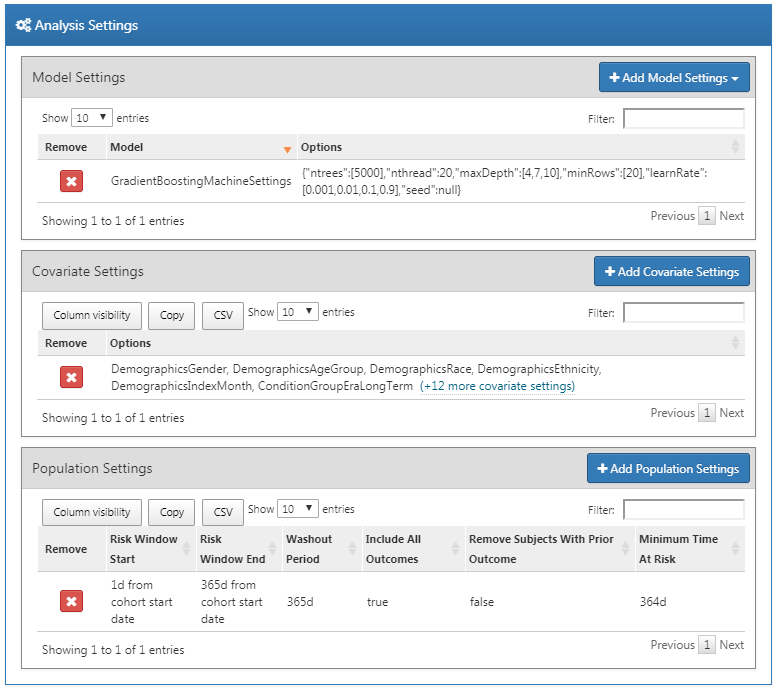 Analysis Settings
Model Settings
Add Model Settings
Show 10 entries
Filter:
Remove Model Options
GradientBoostingMachineSettings {"ntrees":[5000],"nthread":20,"maxDepth":[4,7,10],"minRows":[20],"learnRate":
[0.001,0.01,0.1,0.9],"seed":null}
Showing 1 to 1 of 1 entries
Previous 1 Next
Covariate Settings
Add Covariate Settings
Column visibility Copy CSV Show 10 entries
Filter:
Remove Options
DemographicsGender, DemographicsAgeGroup, DemographicsRace, DemographicsEthnicity,
DemographicsIndexMonth, ConditionGroupEraLongTerm (+12 more covariate settings)
Showing 1 to 1 of 1 entries
Previous 1 Next
Population Settings
Add Population Settings
Column visibility Copy CSV Show 10 entries
Filter:
Remove
Risk Window
Start
Risk
Window End
Washout
Period
Include All
Outcomes
Remove Subjects With Prior
Outcome
Minimum Time
At Risk
1d from
cohort start
date
365d from
cohort start
date
365d
true
false
364d
Showing 1 to 1 of 1 entries
Previous 1 Next